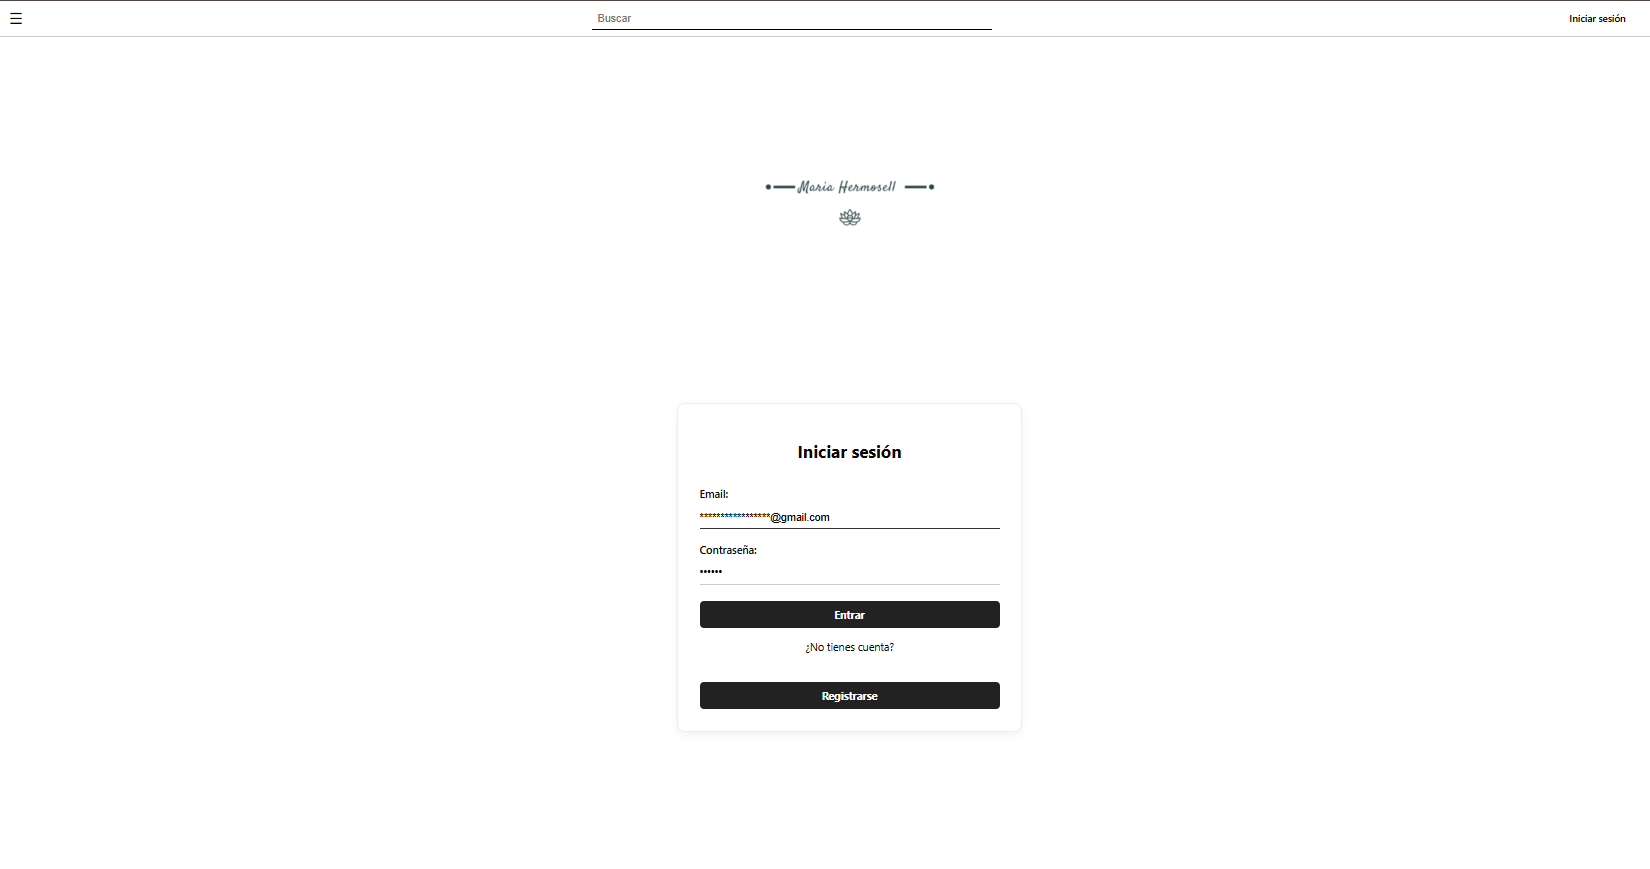 ☰
Buscar
Iniciar sesión
Maria Hermosell
Iniciar sesión
Email:
*****************@gmail.com
Contraseña:
••••••
Entrar
¿No tienes cuenta?
Registrarse